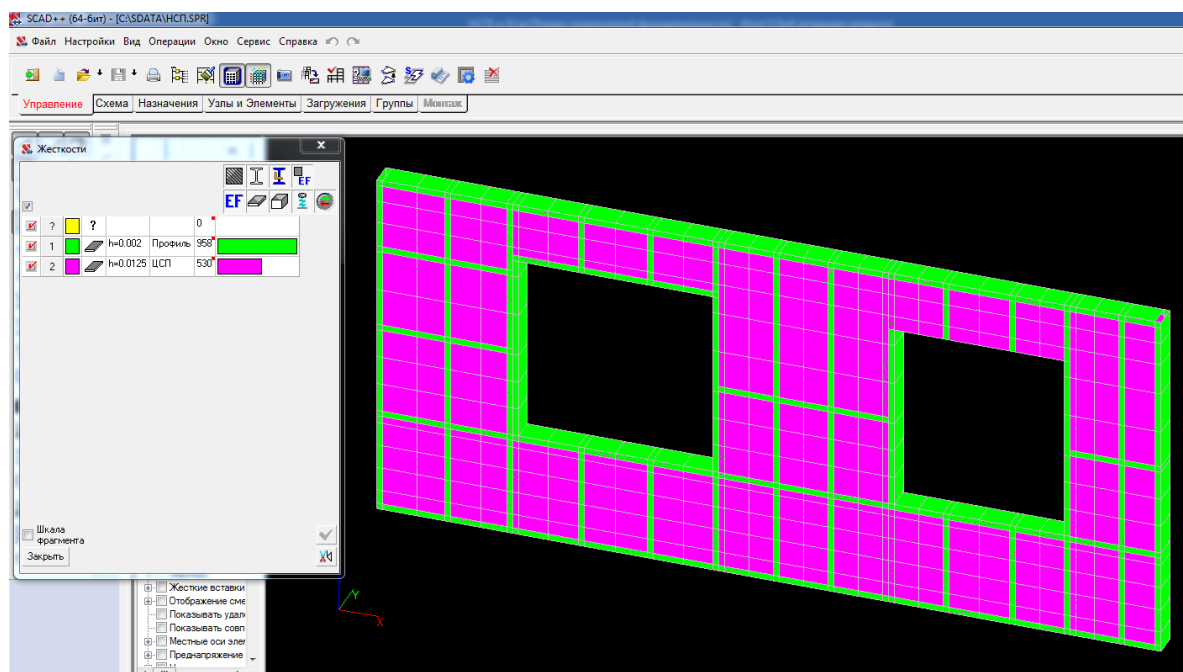 SCAD++ (64-бит) - [C:\SDATA\НСП.SPR]
Файл Настройки Вид Операции Окно Сервис Справка
Управление Схема Назначения Узлы и Элементы Загружения Группы Монтаж
Жесткости
x
EF
EF
? ? 0
1 h=0.002 Профиль 958
2 h=0.0125 ЦСП 530
Шкала
фрагмента
Закрыть
Жесткие вставки
Отображение сме
Показывать удал
Показывать совп
Местные оси элем
Преднапряжение
Y
X